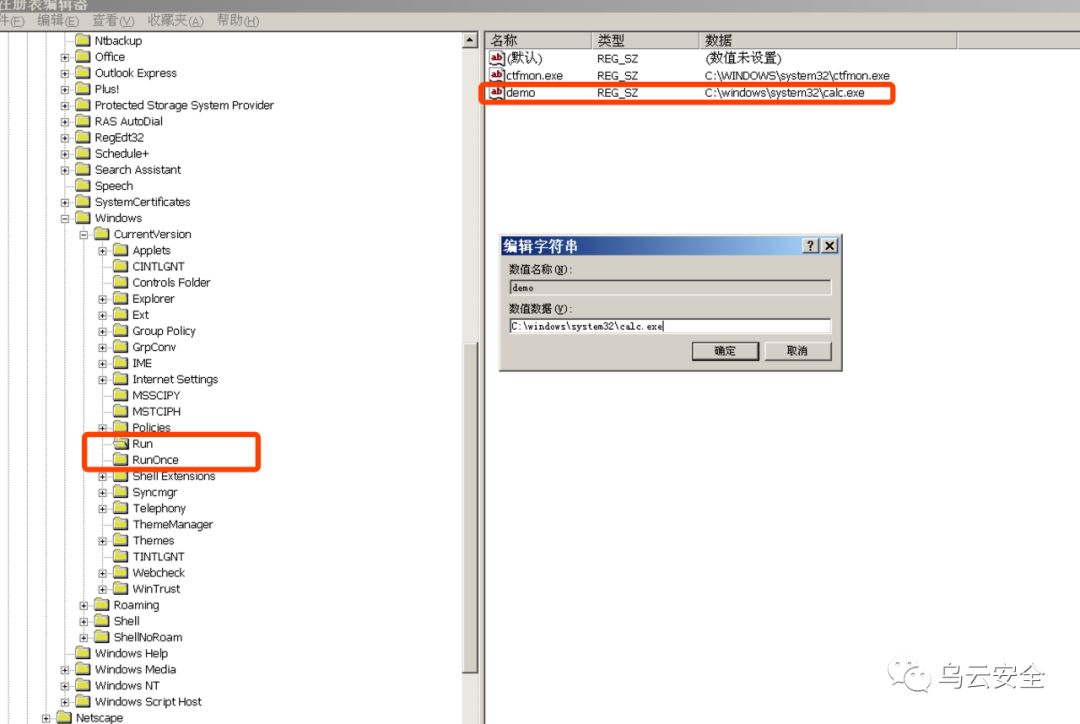 注册表编辑器
件(F) 编辑(E) 查看(V) 收藏夹(A) 帮助(H)
Ntbackup
Office
Outlook Express
Plus!
Protected Storage System Provider
RAS AutoDial
RegEdt32
Schedule+
Search Assistant
Speech
SystemCertificates
Windows
CurrentVersion
Applets
CINTLGNT
Controls Folder
Explorer
Ext
Group Policy
GrpConv
IME
Internet Settings
MSSCIPY
MSTCIPH
Policies
Run
RunOnce
Shell Extensions
Syncmgr
Telephony
ThemeManager
Themes
TINTLGNT
Webcheck
WinTrust
Roaming
Shell
ShellNoRoam
Windows Help
Windows Media
Windows NT
Windows Script Host
Netscape
名称 类型 数据
ab (默认) REG_SZ (数值未设置)
ab ctfmon.exe REG_SZ C:\WINDOWS\system32\ctfmon.exe
ab demo REG_SZ C:\windows\system32\calc.exe
编辑字符串
数值名称(N):
demo
数值数据(V):
C:\windows\system32\calc.exe
确定 取消
乌云安全